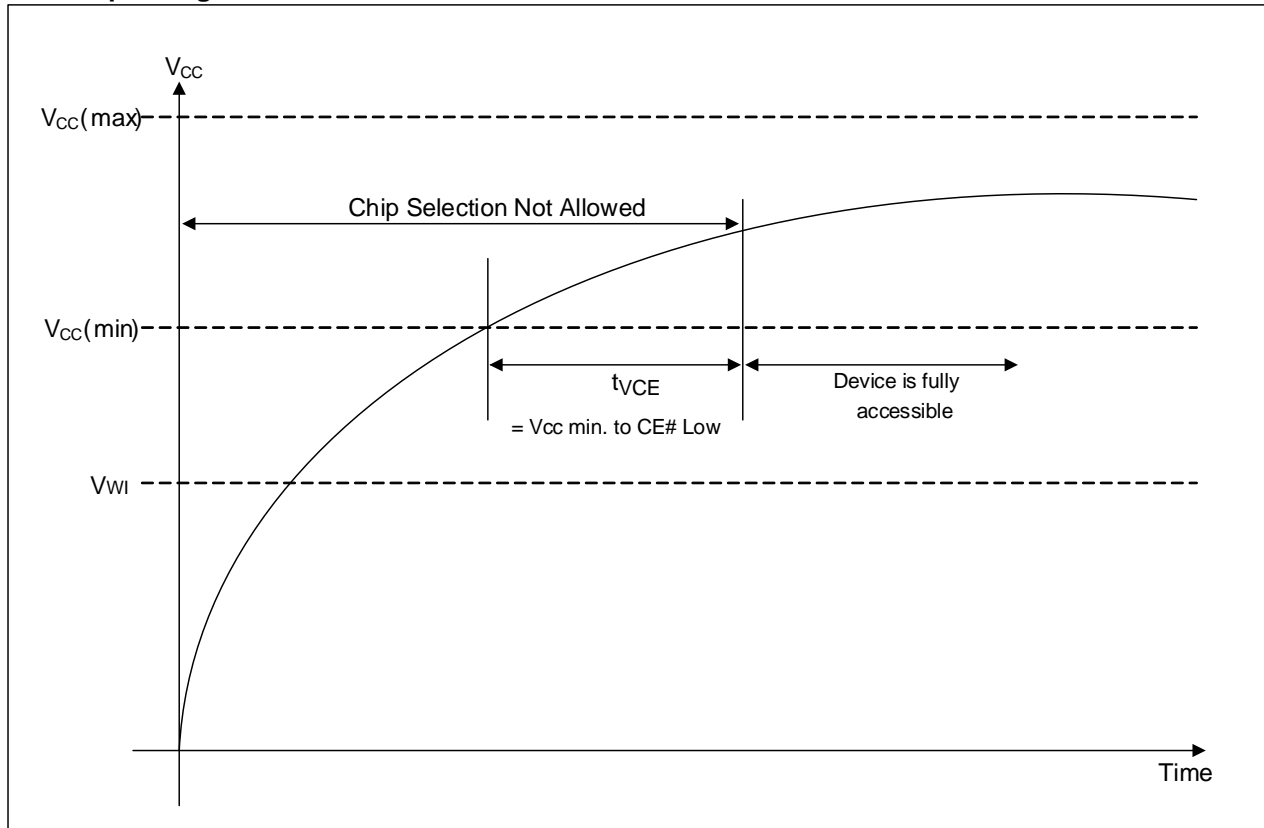 VCC
VCC(max)
Chip Selection Not Allowed
VCC(min)
tVCE
Device is fully
accessible
= Vcc min. to CE# Low
VWI
Time